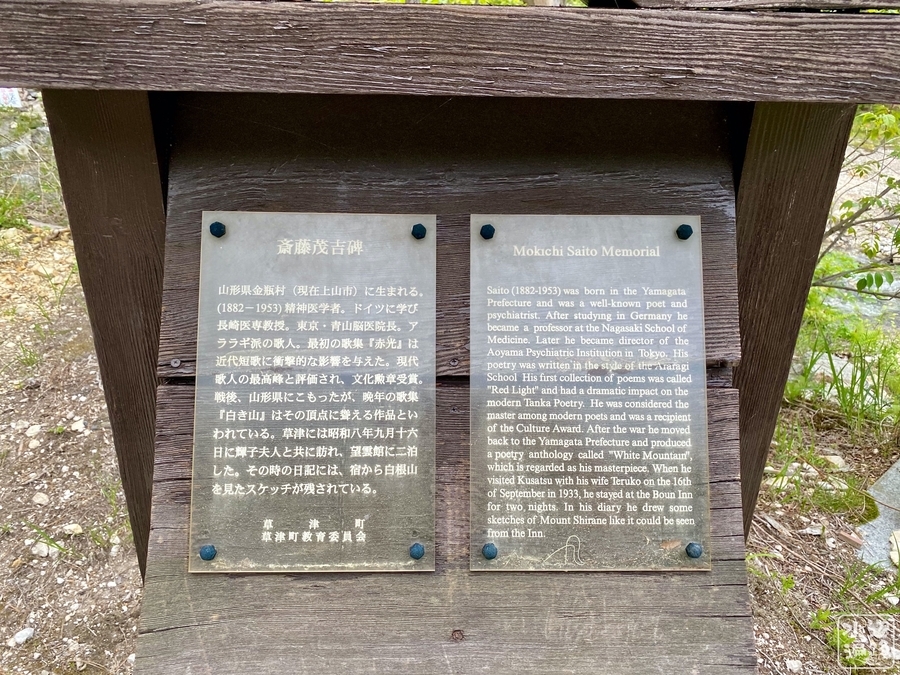 斎藤茂吉碑
山形県金瓶村（現在上山市）に生まれる。
(1882－1953) 精神医学者。ドイツに学び
長崎医専教授。東京・青山脳医院長。ア
ララギ派の歌人。最初の歌集『赤光』は
近代短歌に衝撃的な影響を与えた。現代
歌人の最高峰と評価され、文化勲章受賞。
戦後、山形県にこもったが、晩年の歌集
『白き山』はその頂点に聳える作品とい
われている。草津には昭和八年九月十六
日に輝子夫人と共に訪れ、望雲館に二泊
した。その時の日記には、宿から白根山
を見たスケッチが残されている。
草津町
草津町教育委員会
Mokichi Saito Memorial
Saito (1882-1953) was born in the Yamagata
Prefecture and was a well-known poet and
psychiatrist. After studying in Germany he
became a professor at the Nagasaki School of
Medicine. Later he became director of the
Aoyama Psychiatric Institution in Tokyo. His
poetry was written in the style of the Araragi
School His first collection of poems was called
"Red Light" and had a dramatic impact on the
modern Tanka Poetry. He was considered the
master among modern poets and was a recipient
of the Culture Award. After the war he moved
back to the Yamagata Prefecture and produced
a poetry anthology called "White Mountain",
which is regarded as his masterpiece. When he
visited Kusatsu with his wife Teruko on the 16th
of September in 1933, he stayed at the Boun Inn
for two nights. In his diary he drew some
sketches of Mount Shirane like it could be seen
from the Inn.